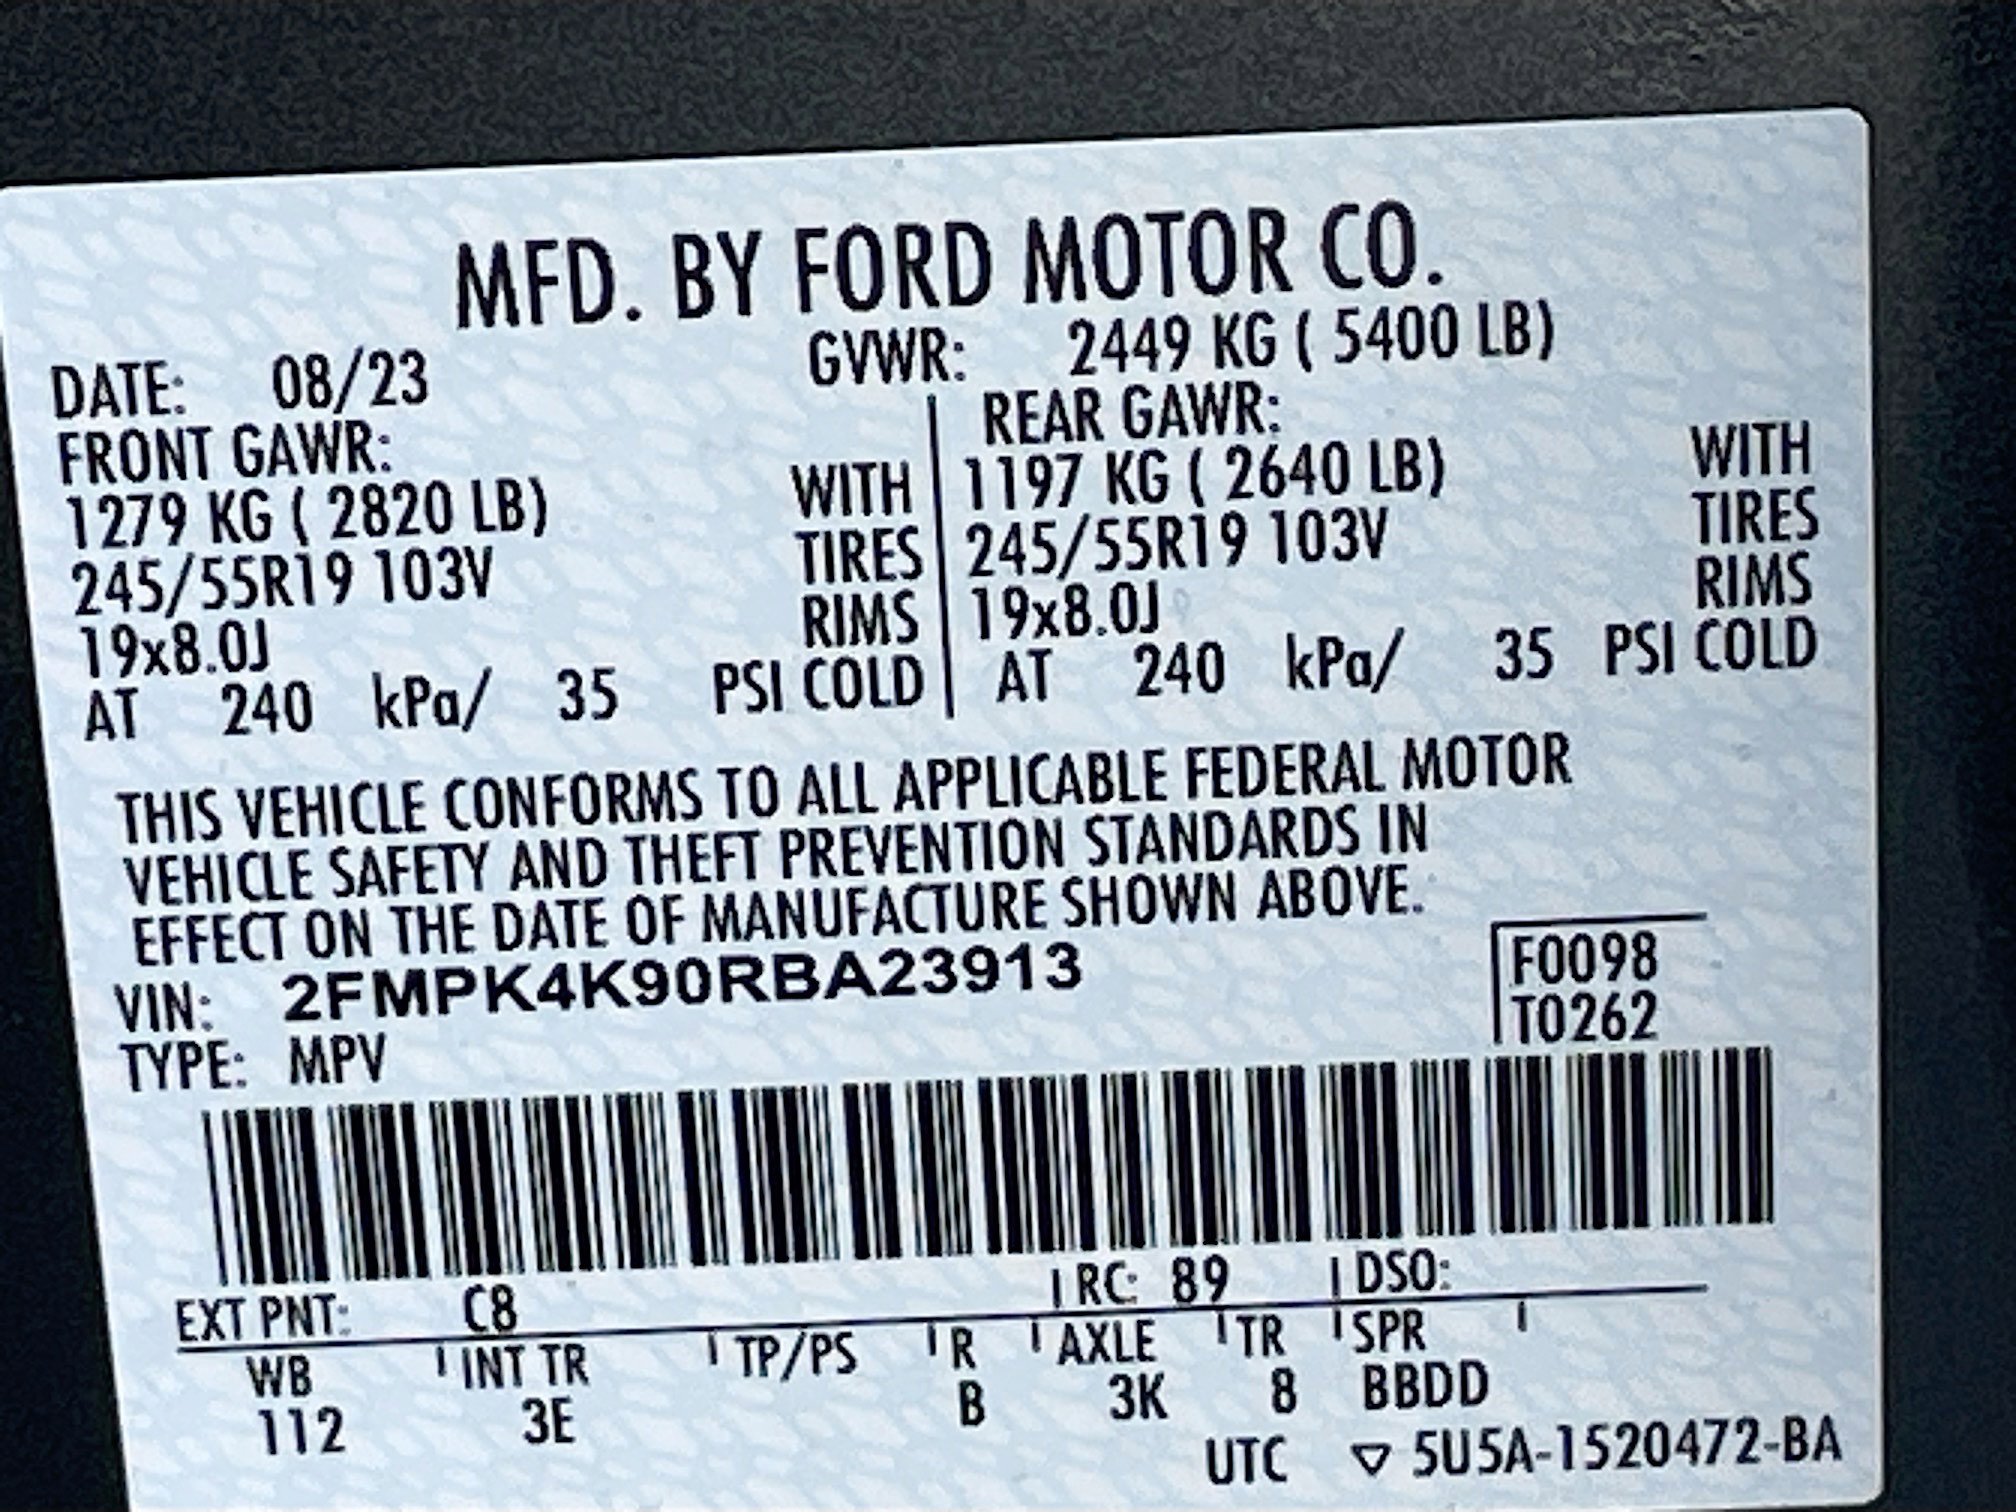 MFD. BY FORD MOTOR CO.
DATE: 08/23 GVWR: 2449 KG ( 5400 LB)
FRONT GAWR: REAR GAWR:
1279 KG ( 2820 LB) WITH 1197 KG ( 2640 LB) WITH
245/55R19 103V TIRES 245/55R19 103V TIRES
19x8.0J RIMS 19x8.0J RIMS
AT 240 kPa/ 35 PSI COLD AT 240 kPa/ 35 PSI COLD
THIS VEHICLE CONFORMS TO ALL APPLICABLE FEDERAL MOTOR
VEHICLE SAFETY AND THEFT PREVENTION STANDARDS IN
EFFECT ON THE DATE OF MANUFACTURE SHOWN ABOVE.
VIN: 2FMPK4K90RBA23913 F0098
TYPE: MPV T0262
EXT PNT: C8 RC: 89 DSO:
WB INT TR TP/PS R AXLE TR SPR
112 3E B 3K 8 BBDD
UTC ▽ 5U5A-1520472-BA